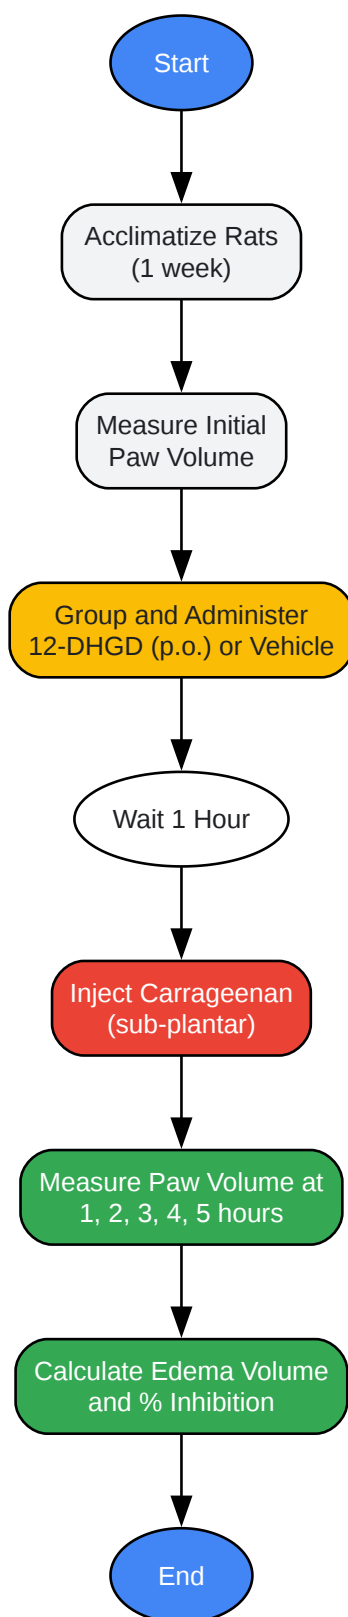 Start
Acclimatize Rats
(1 week)
Measure Initial
Paw Volume
Group and Administer
12-DHGD (p.o.) or Vehicle
Wait 1 Hour
Inject Carrageenan
(sub-plantar)
Measure Paw Volume at
1, 2, 3, 4, 5 hours
Calculate Edema Volume
and % Inhibition
End